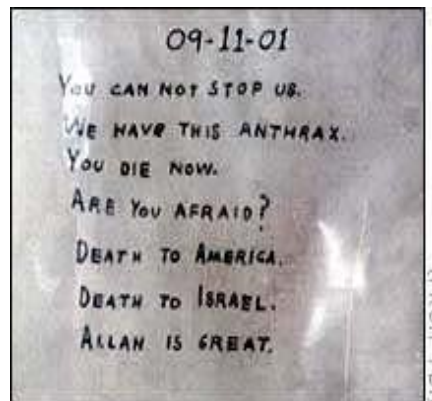 09-11-01
YOU CAN NOT STOP US.
WE HAVE THIS ANTHRAX.
YOU DIE NOW.
ARE YOU AFRAID?
DEATH TO AMERICA.
DEATH TO ISRAEL.
ALLAH IS GREAT.